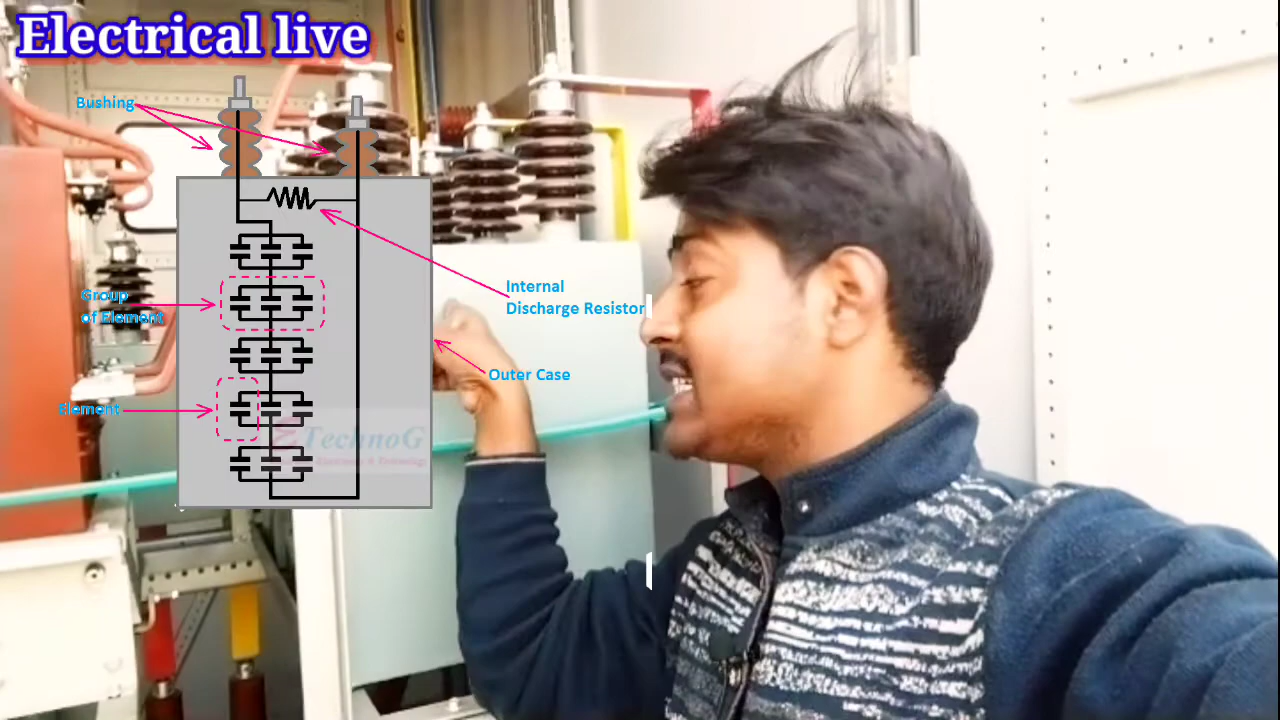 Electrical live
Bushing
Internal
Discharge Resistor
Group
of Element
Outer Case
Element
TechnoG